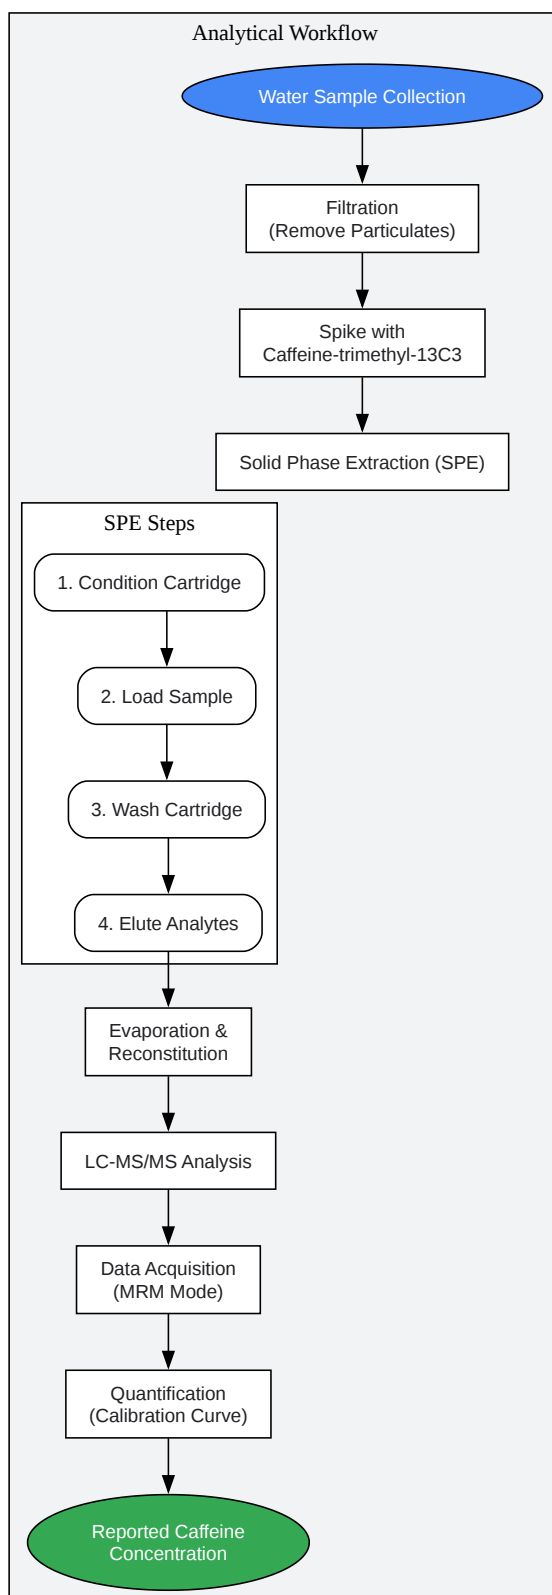 Analytical Workflow
Water Sample Collection
Filtration
(Remove Particulates)
Spike with
Caffeine-trimethyl-13C3
Solid Phase Extraction (SPE)
SPE Steps
1. Condition Cartridge
2. Load Sample
3. Wash Cartridge
4. Elute Analytes
Evaporation &
Reconstitution
LC-MS/MS Analysis
Data Acquisition
(MRM Mode)
Quantification
(Calibration Curve)
Reported Caffeine
Concentration